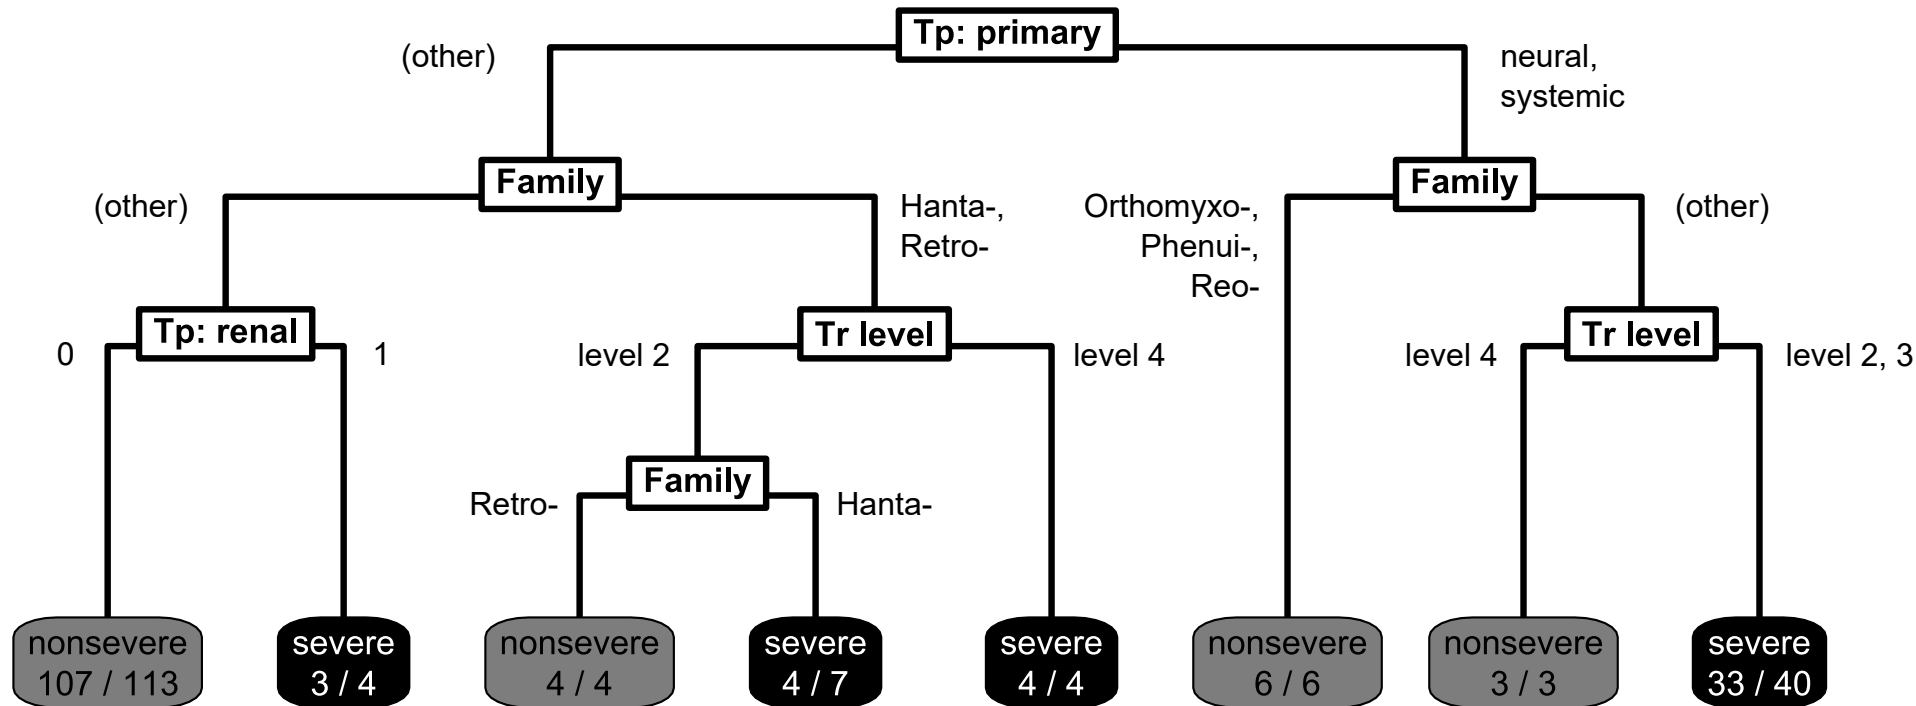 Tp: primary
(other)
neural,
systemic
Family
Family
(other)
Hanta-,
Retro-
Orthomyxo-,
Phenui-,
Reo-
(other)
Tp: renal
Tr level
Tr level
0
1
level 2
level 4
level 4
level 2, 3
Family
Retro-
Hanta-
nonsevere
107 / 113
severe
3 / 4
nonsevere
4 / 4
severe
4 / 7
severe
4 / 4
nonsevere
6 / 6
nonsevere
3 / 3
severe
33 / 40